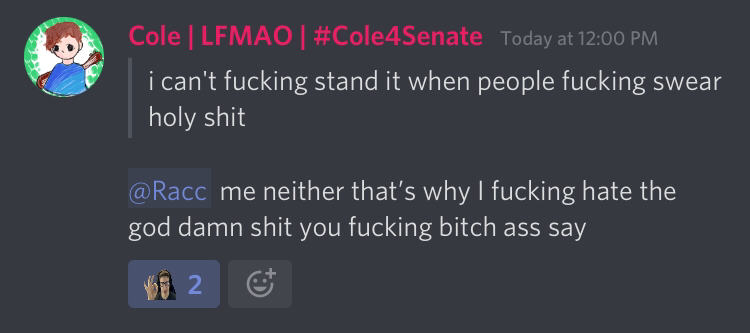 Cole | LFMAO | #Cole4Senate Today at 12:00 PM
i can't fucking stand it when people fucking swear
holy shit
@Racc me neither that’s why I fucking hate the
god damn shit you fucking bitch ass say
2